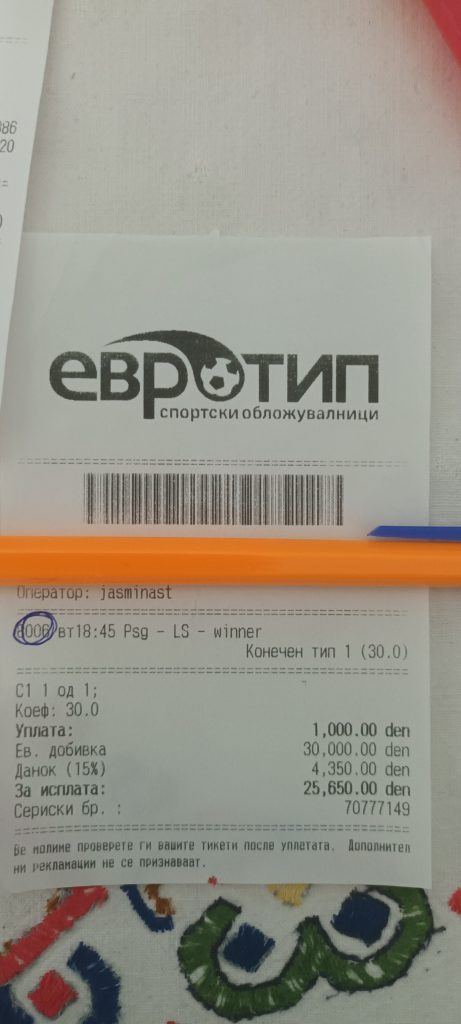 386
20
евротип
спортски обложувалници
Оператор: jasminast
8006 вт18:45 Psg - LS - winner
Конечен тип 1 (30.0)
С1 1 од 1;
Коеф: 30.0
Уплата: 1,000.00 den
Ев. добивка 30,000.00 den
Данок (15%) 4,350.00 den
За исплата: 25,650.00 den
Сериски бр. : 70777149
Ве молиме проверете ги вашите тикети после уплатата. Дополнител
ни рекламации не се признаваат.